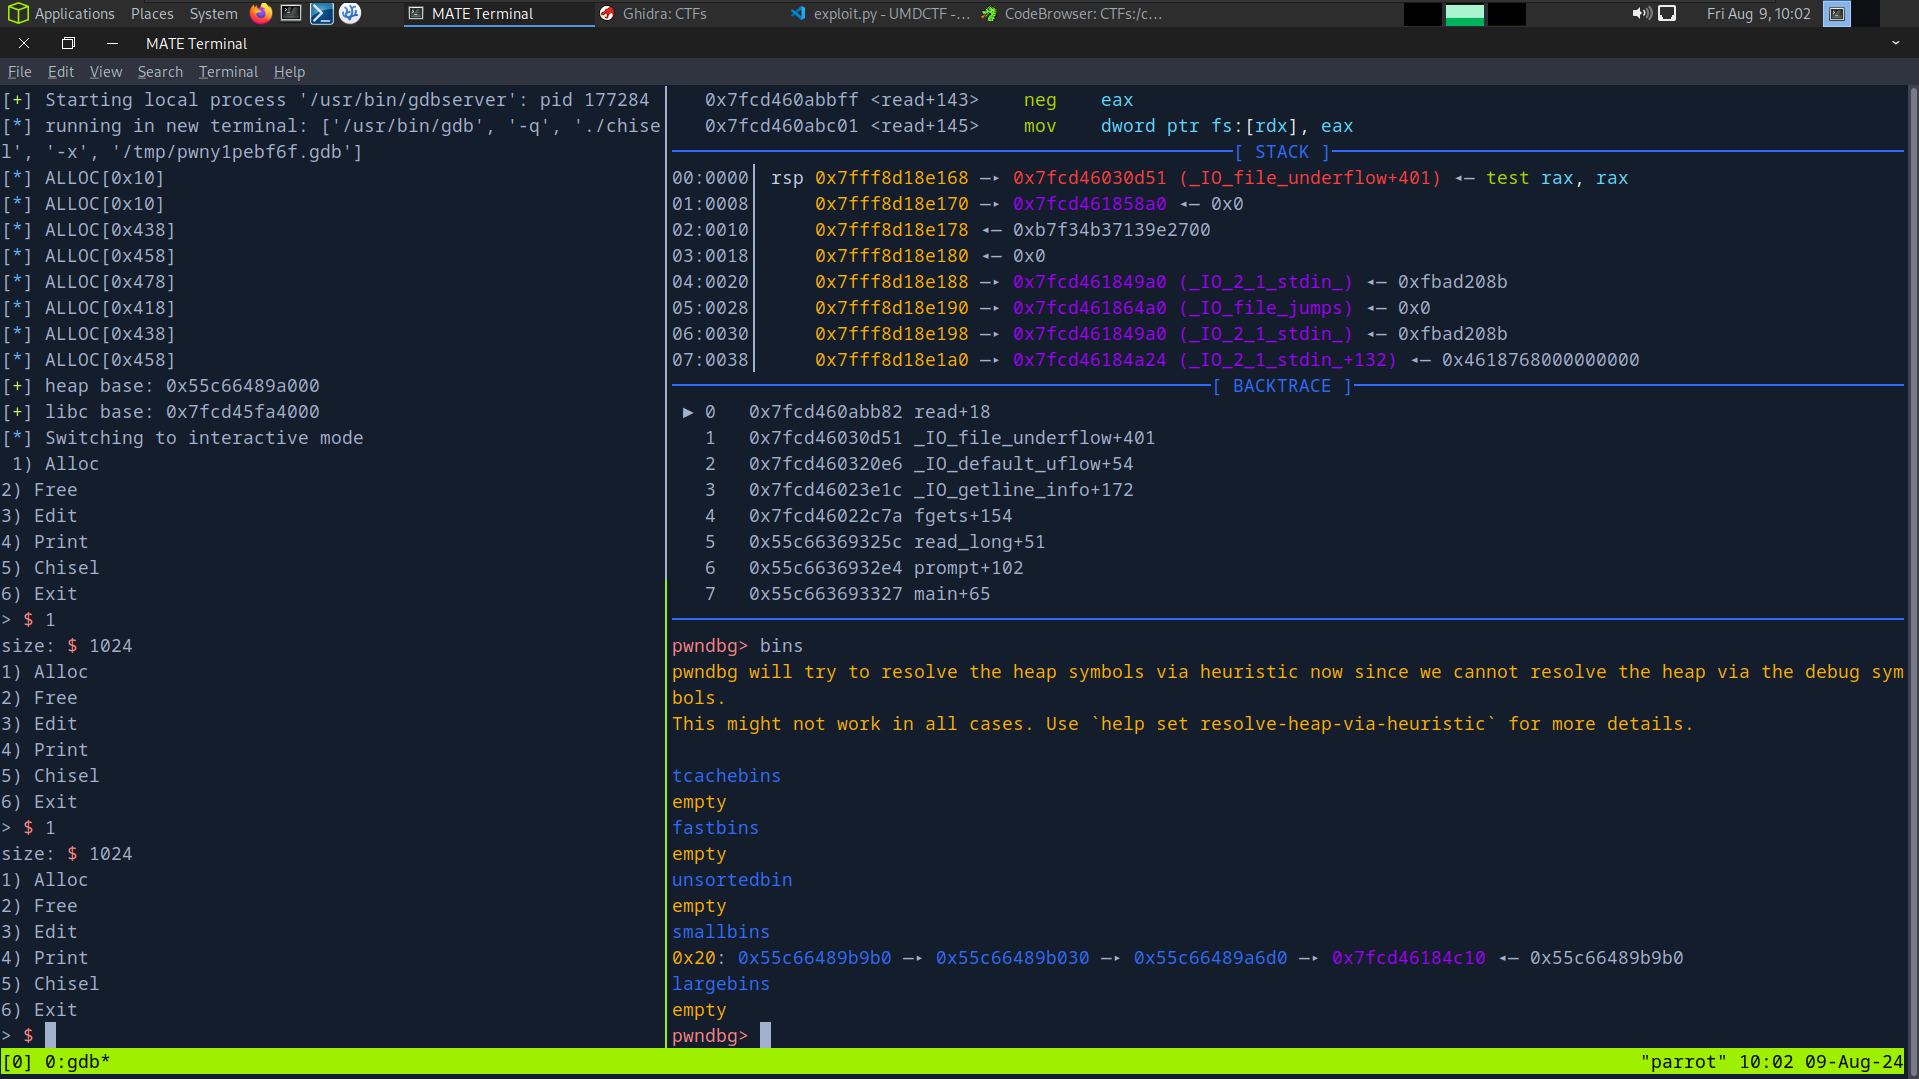 Applications Places System MATE Terminal Ghidra: CTFs exploit.py - UMDCTF -... CodeBrowser: CTFs:/c... Fri Aug 9, 10:02
MATE Terminal
File Edit View Search Terminal Help
[+] Starting local process '/usr/bin/gdbserver': pid 177284
[*] running in new terminal: ['/usr/bin/gdb', '-q', './chise
l', '-x', '/tmp/pwny1pebf6f.gdb']
[*] ALLOC[0x10]
[*] ALLOC[0x10]
[*] ALLOC[0x438]
[*] ALLOC[0x458]
[*] ALLOC[0x478]
[*] ALLOC[0x418]
[*] ALLOC[0x438]
[*] ALLOC[0x458]
[+] heap base: 0x55c66489a000
[+] libc base: 0x7fcd45fa4000
[*] Switching to interactive mode
1) Alloc
2) Free
3) Edit
4) Print
5) Chisel
6) Exit
> $ 1
size: $ 1024
1) Alloc
2) Free
3) Edit
4) Print
5) Chisel
6) Exit
> $ 1
size: $ 1024
1) Alloc
2) Free
3) Edit
4) Print
5) Chisel
6) Exit
> $
0x7fcd460abbff <read+143> neg eax
0x7fcd460abc01 <read+145> mov dword ptr fs:[rdx], eax
[ STACK ]
00:0000│ rsp 0x7fff8d18e168 —▸ 0x7fcd46030d51 (_IO_file_underflow+401) ◂— test rax, rax
01:0008│ 0x7fff8d18e170 —▸ 0x7fcd461858a0 ◂— 0x0
02:0010│ 0x7fff8d18e178 ◂— 0xb7f34b37139e2700
03:0018│ 0x7fff8d18e180 ◂— 0x0
04:0020│ 0x7fff8d18e188 —▸ 0x7fcd461849a0 (_IO_2_1_stdin_) ◂— 0xfbad208b
05:0028│ 0x7fff8d18e190 —▸ 0x7fcd461864a0 (_IO_file_jumps) ◂— 0x0
06:0030│ 0x7fff8d18e198 —▸ 0x7fcd461849a0 (_IO_2_1_stdin_) ◂— 0xfbad208b
07:0038│ 0x7fff8d18e1a0 —▸ 0x7fcd46184a24 (_IO_2_1_stdin_+132) ◂— 0x4618768000000000
[ BACKTRACE ]
► 0 0x7fcd460abb82 read+18
1 0x7fcd46030d51 _IO_file_underflow+401
2 0x7fcd460320e6 _IO_default_uflow+54
3 0x7fcd46023e1c _IO_getline_info+172
4 0x7fcd46022c7a fgets+154
5 0x55c66369325c read_long+51
6 0x55c6636932e4 prompt+102
7 0x55c663693327 main+65
pwndbg> bins
pwndbg will try to resolve the heap symbols via heuristic now since we cannot resolve the heap via the debug sym
bols.
This might not work in all cases. Use `help set resolve-heap-via-heuristic` for more details.
tcachebins
empty
fastbins
empty
unsortedbin
empty
smallbins
0x20: 0x55c66489b9b0 —▸ 0x55c66489b030 —▸ 0x55c66489a6d0 —▸ 0x7fcd46184c10 ◂— 0x55c66489b9b0
largebins
empty
pwndbg>
[0] 0:gdb* "parrot" 10:02 09-Aug-24